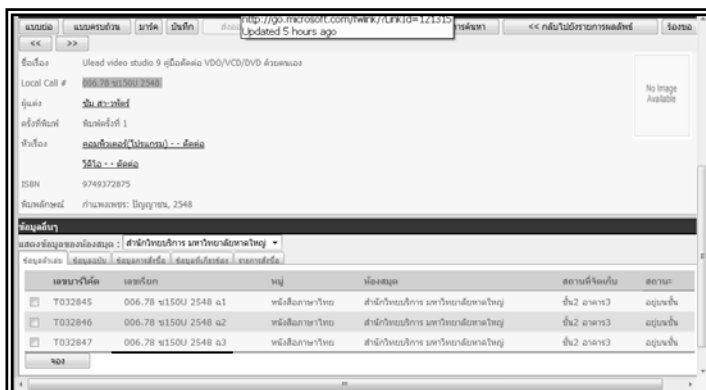 แบบย่อ แบบครบถ้วน มาร์ค บันทึก http://go.microsoft.com/fwlink/?LinkId=121315 << กลับไปยังรายการผลลัพธ์ ร้องขอ
Updated 5 hours ago
<< >>
ชื่อเรื่อง Ulead video studio 9 คู่มือตัดต่อ VDO/VCD/DVD ด้วยตนเอง
Local Call # 006.78 ข150U 2548
No Image Available
ผู้แต่ง
ครั้งที่พิมพ์ พิมพ์ครั้งที่ 1
หัวเรื่อง คอมพิวเตอร์(โปรแกรม) - - ตัดต่อ
วิดีโอ - - ตัดต่อ
ISBN 9749372875
พิมพลักษณ์ กำแพงเพชร: ปัญญาชน, 2548
ข้อมูลอื่นๆ
แสดงข้อมูลของห้องสมุด : สำนักวิทยบริการ มหาวิทยาลัยหาดใหญ่
ข้อมูลตัวเล่ม ข้อมูลฉบับ ข้อมูลการสั่งซื้อ ข้อมูลที่เกี่ยวข้อง รายการสั่งซื้อ
เลขบาร์โค้ด เลขเรียก หมู่ ห้องสมุด สถานที่จัดเก็บ สถานะ
T032845 006.78 ข150U 2548 ฉ1 หนังสือภาษาไทย สำนักวิทยบริการ มหาวิทยาลัยหาดใหญ่ ชั้น2 อาคาร3 อยู่บนชั้น
T032846 006.78 ข150U 2548 ฉ2 หนังสือภาษาไทย สำนักวิทยบริการ มหาวิทยาลัยหาดใหญ่ ชั้น2 อาคาร3 อยู่บนชั้น
T032847 006.78 ข150U 2548 ฉ3 หนังสือภาษาไทย สำนักวิทยบริการ มหาวิทยาลัยหาดใหญ่ ชั้น2 อาคาร3 อยู่บนชั้น
จอง